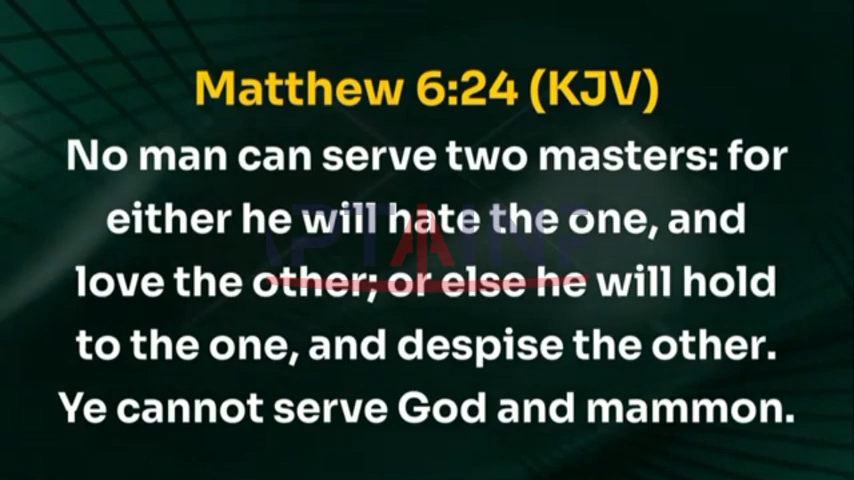 Matthew 6:24 (KJV)
No man can serve two masters: for
either he will hate the one, and
love the other; or else he will hold
to the one, and despise the other.
Ye cannot serve God and mammon.